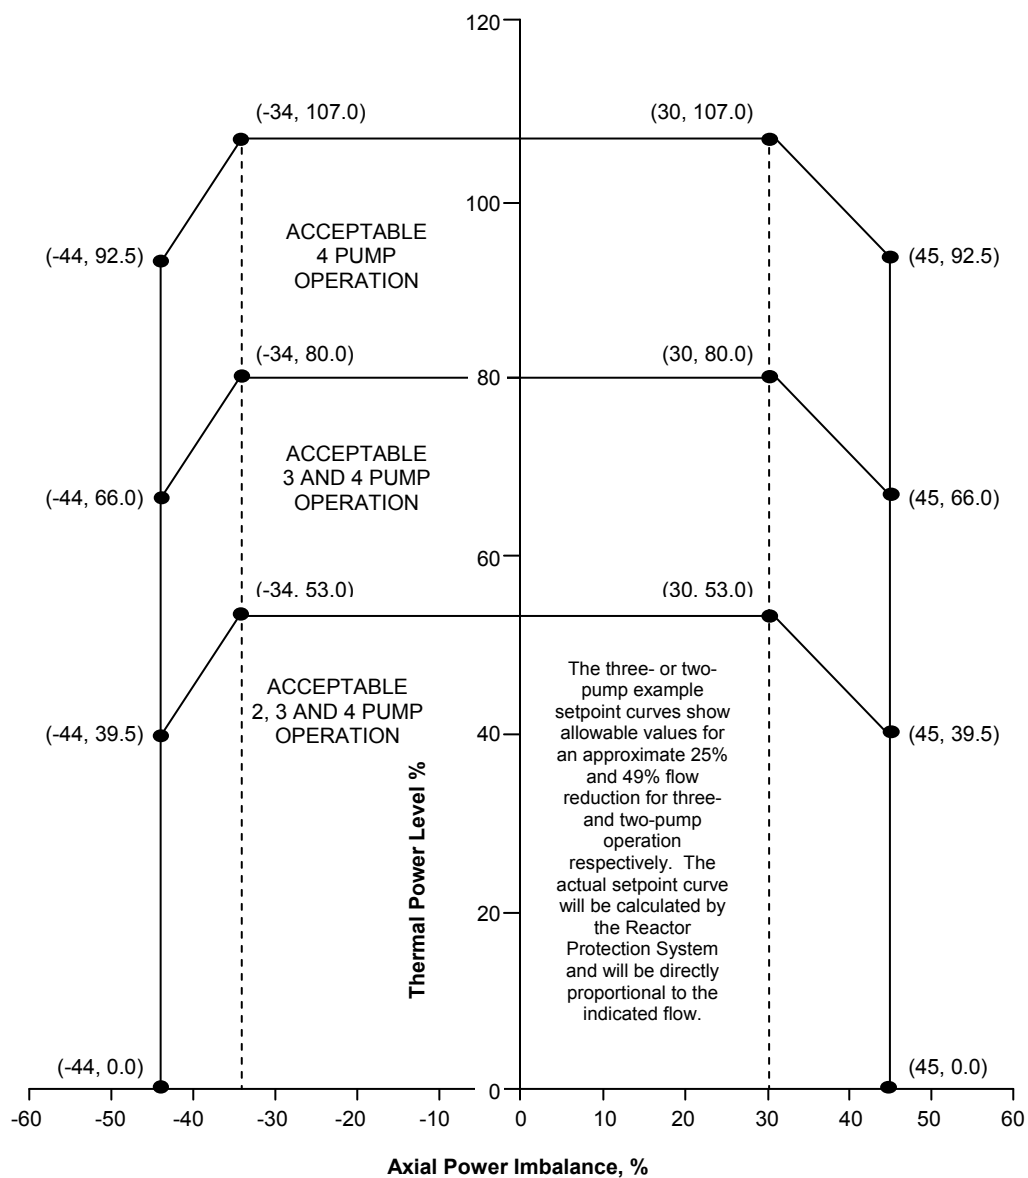 120
(-34, 107.0)
(30, 107.0)
100
ACCEPTABLE
4 PUMP
OPERATION
(-44, 92.5)
(45, 92.5)
(-34, 80.0)
(30, 80.0)
80
ACCEPTABLE
3 AND 4 PUMP
OPERATION
(-44, 66.0)
(45, 66.0)
60
(-34. 53.0)
(30. 53.0)
ACCEPTABLE
2, 3 AND 4 PUMP
OPERATION
(-44, 39.5)
40
(45, 39.5)
The three- or two-
pump example
setpoint curves show
allowable values for
an approximate 25%
and 49% flow
reduction for three-
and two-pump
operation
respectively. The
actual setpoint curve
will be calculated by
the Reactor
Protection System
and will be directly
proportional to the
indicated flow.
Thermal Power Level %
20
(-44, 0.0)
(45, 0.0)
0
-60 -50 -40 -30 -20 -10 0 10 20 30 40 50 60
Axial Power Imbalance, %